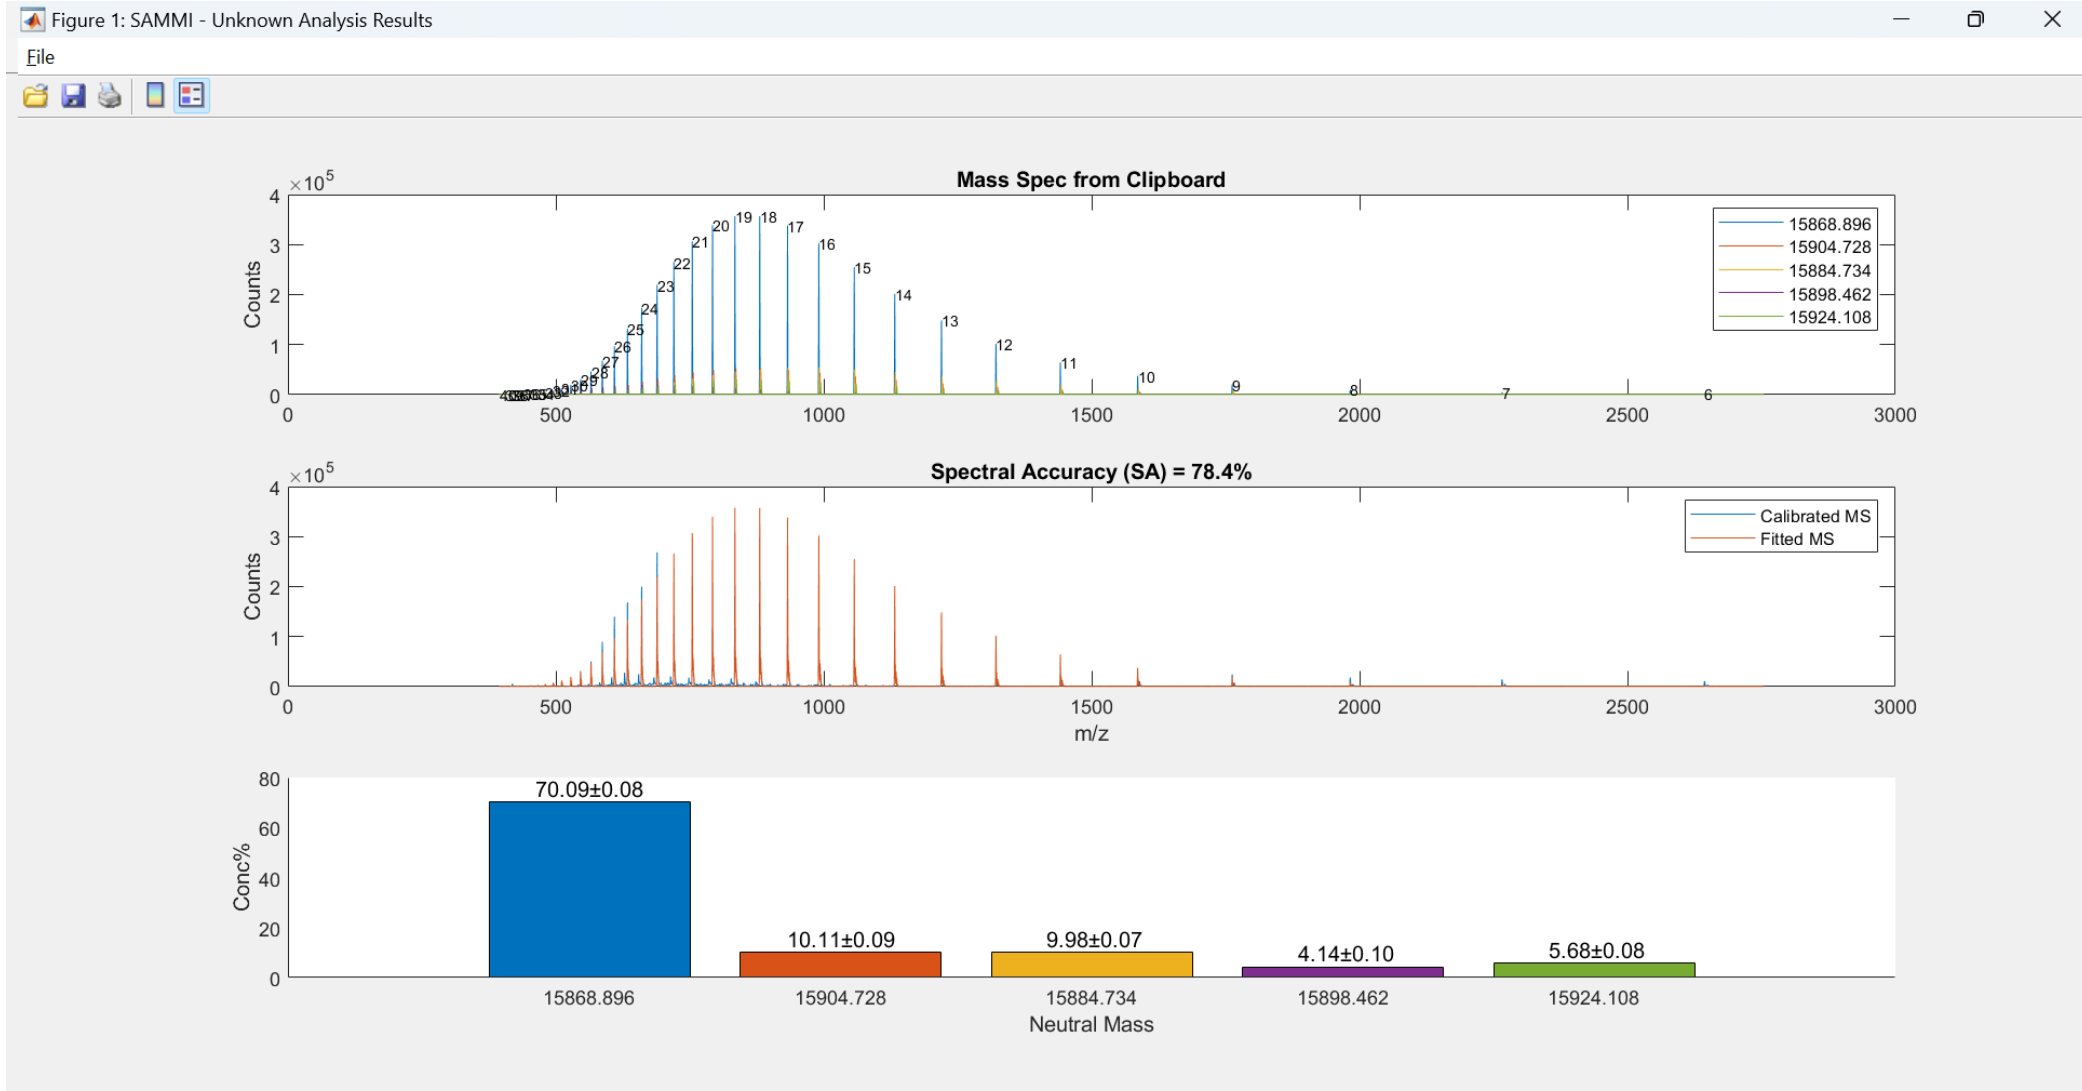 Figure 1: SAMMI - Unknown Analysis Results
File
Mass Spec from Clipboard
×10^5
4
3
2
1
0
Counts
0 500 1000 1500 2000 2500 3000
30 29 28 27 26 25 24 23 22 21 20 19 18 17 16 15 14 13 12 11 10 9 8 7 6
15868.896
15904.728
15884.734
15898.462
15924.108
Spectral Accuracy (SA) = 78.4%
×10^5
4
3
2
1
0
Counts
0 500 1000 1500 2000 2500 3000
m/z
Calibrated MS
Fitted MS
80
60
40
20
0
Conc%
70.09±0.08
10.11±0.09
9.98±0.07
4.14±0.10
5.68±0.08
15868.896 15904.728 15884.734 15898.462 15924.108
Neutral Mass